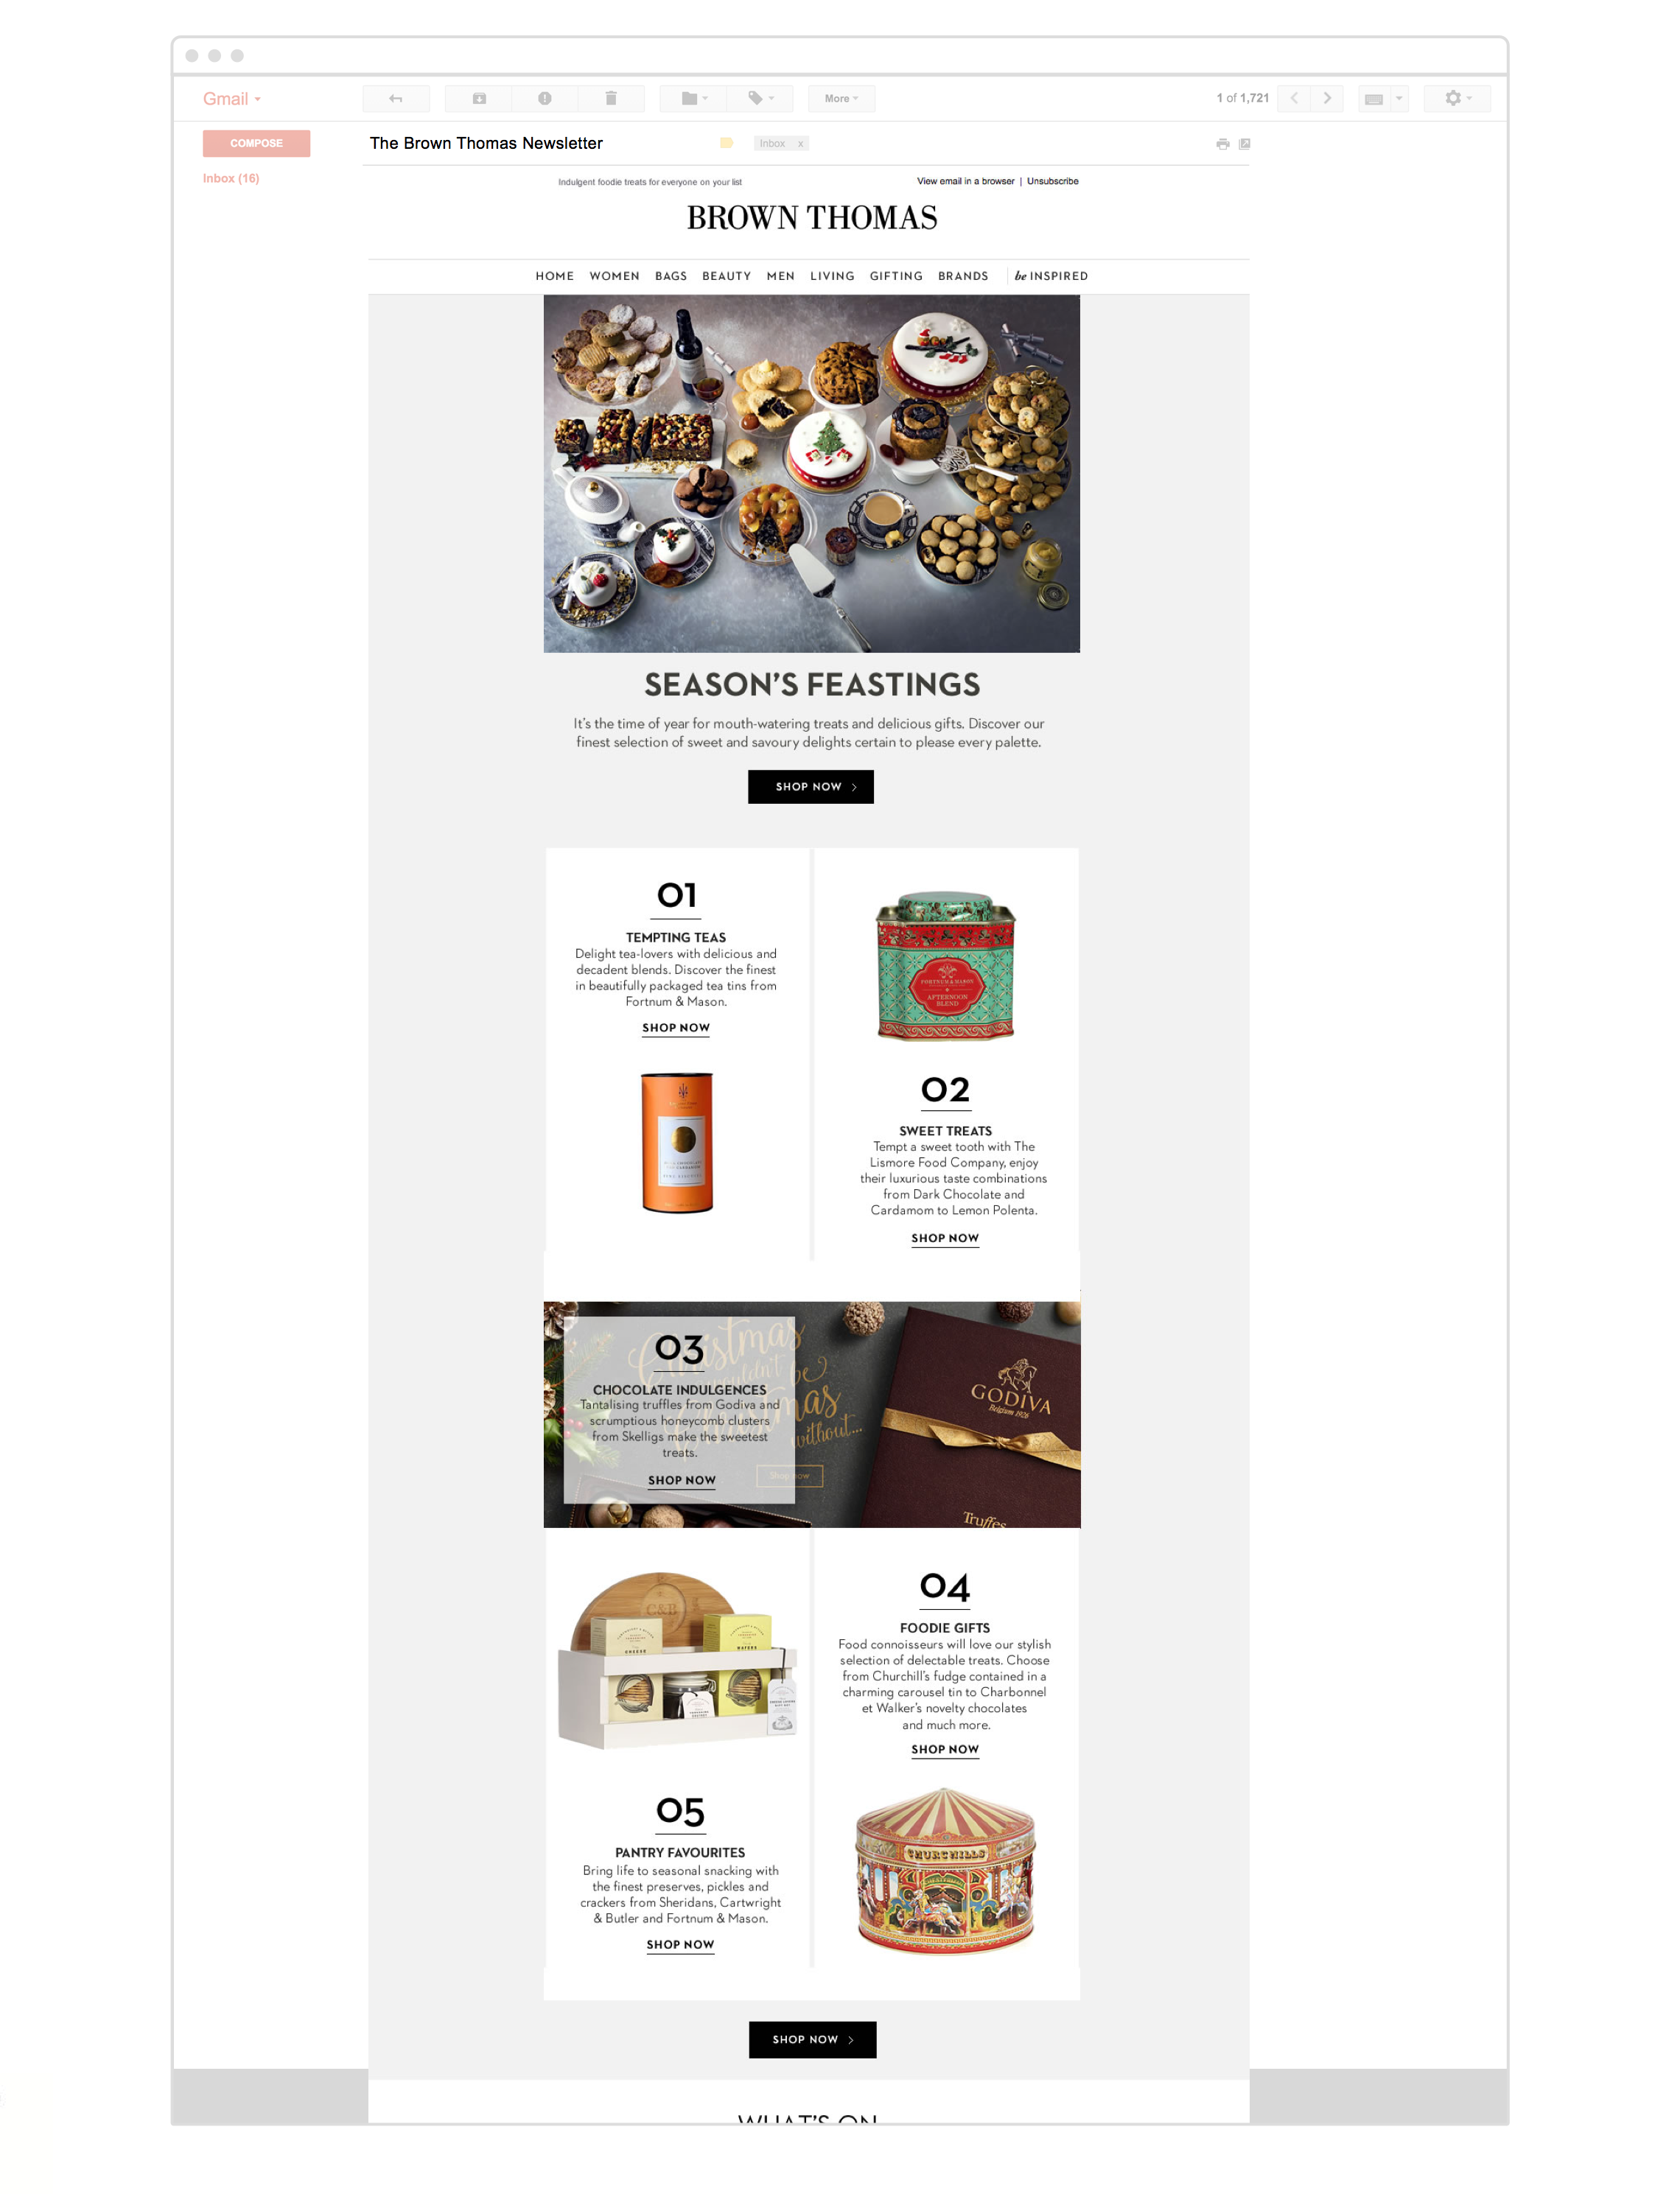 Gmail
More
1 of 1,721
COMPOSE
Inbox (16)
The Brown Thomas Newsletter
Inbox x
Indulgent foodie treats for everyone on your list
View email in a browser | Unsubscribe
BROWN THOMAS
HOME WOMEN BAGS BEAUTY MEN LIVING GIFTING BRANDS be INSPIRED
SEASON'S FEASTINGS
It's the time of year for mouth-watering treats and delicious gifts. Discover our
finest selection of sweet and savoury delights certain to please every palette.
SHOP NOW >
01
TEMPTING TEAS
Delight tea-lovers with delicious and
decadent blends. Discover the finest
in beautifully packaged tea tins from
Fortnum & Mason.
SHOP NOW
FORTNUM & MASON
AFTERNOON
BLEND
02
SWEET TREATS
Tempt a sweet tooth with The
Lismore Food Company, enjoy
their luxurious taste combinations
from Dark Chocolate and
Cardamom to Lemon Polenta.
SHOP NOW
03
CHOCOLATE INDULGENCES
Tantalising truffles from Godiva and
scrumptious honeycomb clusters
from Skelligs make the sweetest
treats.
SHOP NOW
Christmas
wouldn't be
Christmas
without...
Shop now
GODIVA
Belgium 1926
Truffes
C&B
CHEESE
WAFERS
04
FOODIE GIFTS
Food connoisseurs will love our stylish
selection of delectable treats. Choose
from Churchill's fudge contained in a
charming carousel tin to Charbonnel
et Walker's novelty chocolates
and much more.
SHOP NOW
05
PANTRY FAVOURITES
Bring life to seasonal snacking with
the finest preserves, pickles and
crackers from Sheridans, Cartwright
& Butler and Fortnum & Mason.
SHOP NOW
CHURCHILLS
SHOP NOW >
WHAT'S ON